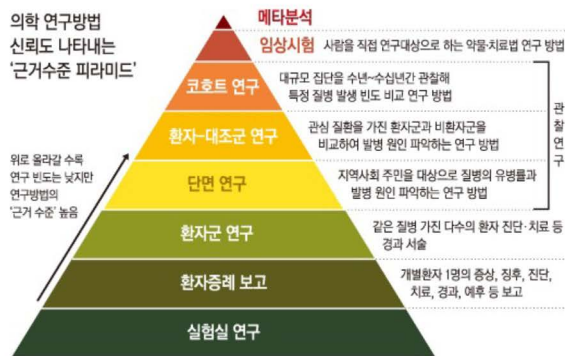 의학 연구방법
신뢰도 나타내는
‘근거수준 피라미드’
메타분석
임상시험
사람을 직접 연구대상으로 하는 약물·치료법 연구 방법
코호트 연구
대규모 집단을 수년~수십년간 관찰해
특정 질병 발생 빈도 비교 연구 방법
환자-대조군 연구
관심 질환을 가진 환자군과 비환자군을
비교하여 발병 원인 파악하는 연구 방법
단면 연구
지역사회 주민을 대상으로 질병의 유병률과
발병 원인 파악하는 연구 방법
관찰연구
위로 올라갈 수록
연구 빈도는 낮지만
연구방법의
‘근거 수준’ 높음
환자군 연구
같은 질병 가진 다수의 환자 진단·치료 등
경과 서술
환자증례 보고
개별환자 1명의 증상, 징후, 진단,
치료, 경과, 예후 등 보고
실험실 연구